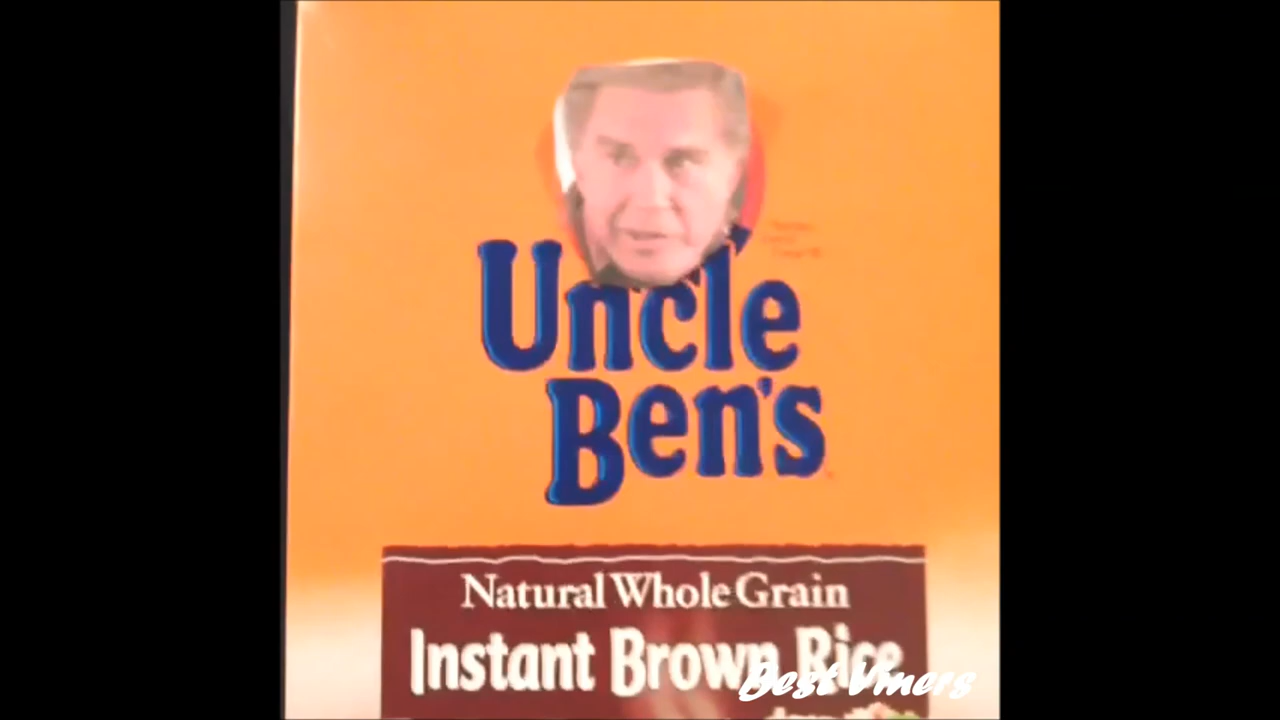 Uncle
Ben's
Natural Whole Grain
Instant Brown Rice
Best Viners